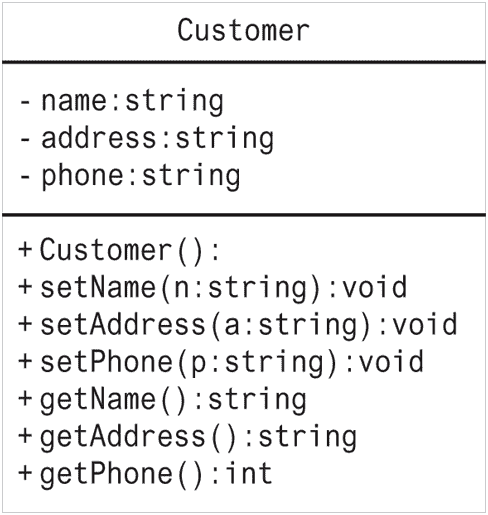 Customer
- name:string
- address:string
- phone:string
+ Customer():
+ setName(n:string):void
+ setAddress(a:string):void
+ setPhone(p:string):void
+ getName():string
+ getAddress():string
+ getPhone():int